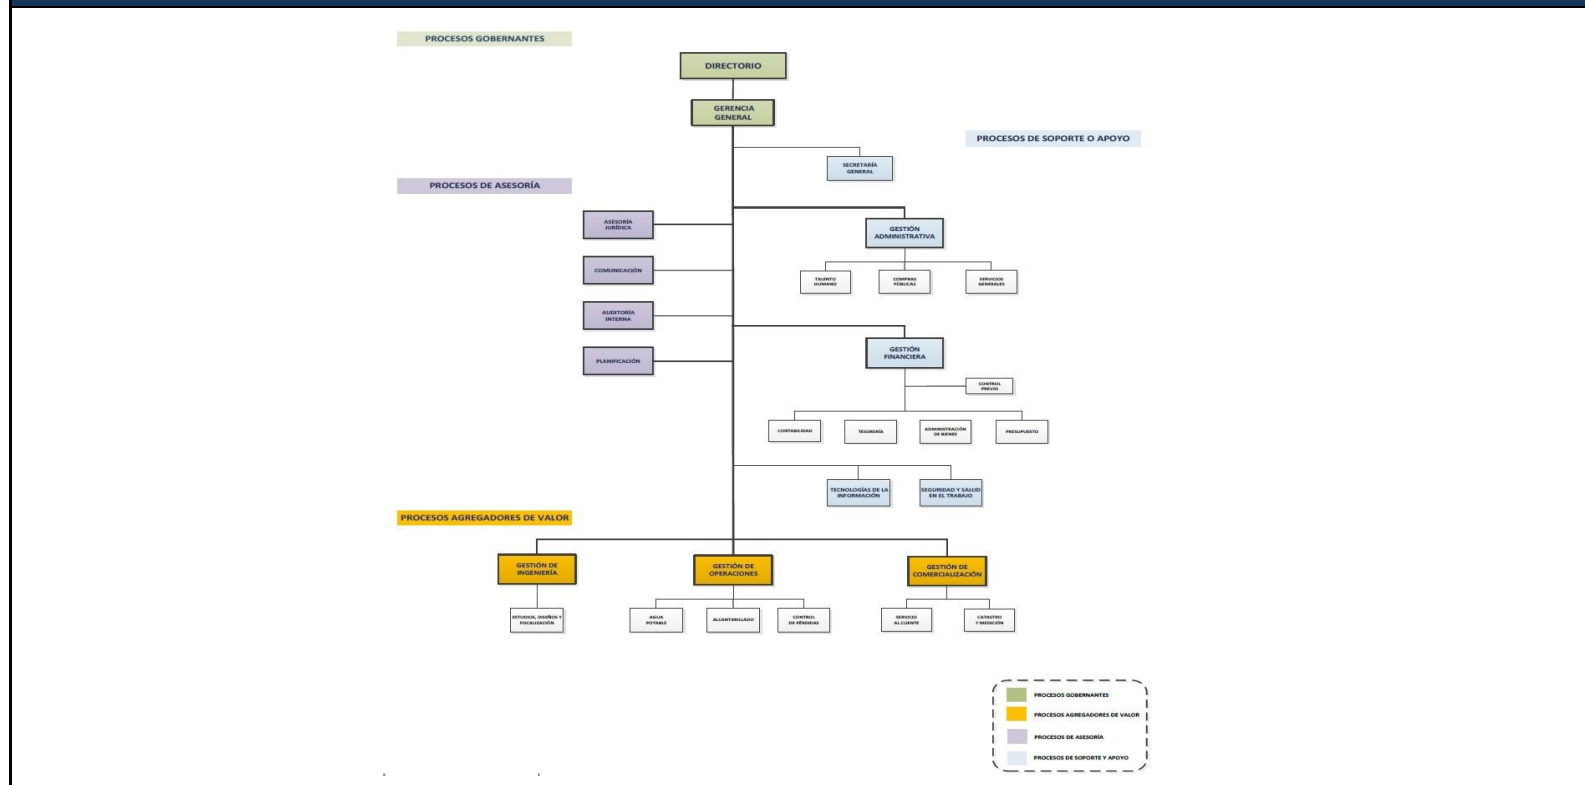 PROCESOS GOBERNANTES
DIRECTORIO
GERENCIA
GENERAL
PROCESOS DE SOPORTE O APOYO
SECRETARÍA
GENERAL
PROCESOS DE ASESORÍA
ASESORÍA
JURÍDICA
GESTIÓN
ADMINISTRATIVA
COMUNICACIÓN
TALENTO
HUMANO
COMPRAS
PÚBLICAS
SERVICIOS
GENERALES
AUDITORÍA
INTERNA
GESTIÓN
FINANCIERA
PLANIFICACIÓN
CONTROL
PREVIO
CONTABILIDAD
TESORERÍA
ADMINISTRACIÓN
DE BIENES
PRESUPUESTO
TECNOLOGÍAS DE LA
INFORMACIÓN
SEGURIDAD Y SALUD
EN EL TRABAJO
PROCESOS AGREGADORES DE VALOR
GESTIÓN DE
INGENIERÍA
GESTIÓN DE
OPERACIONES
GESTIÓN DE
COMERCIALIZACIÓN
ESTUDIOS, DISEÑOS Y
FISCALIZACIÓN
AGUA
POTABLE
ALCANTARILLADO
CONTROL
DE PÉRDIDAS
SERVICIO
AL CLIENTE
CATASTRO
Y MEDICIÓN
PROCESOS GOBERNANTES
PROCESOS AGREGADORES DE VALOR
PROCESOS DE ASESORÍA
PROCESOS DE SOPORTE Y APOYO